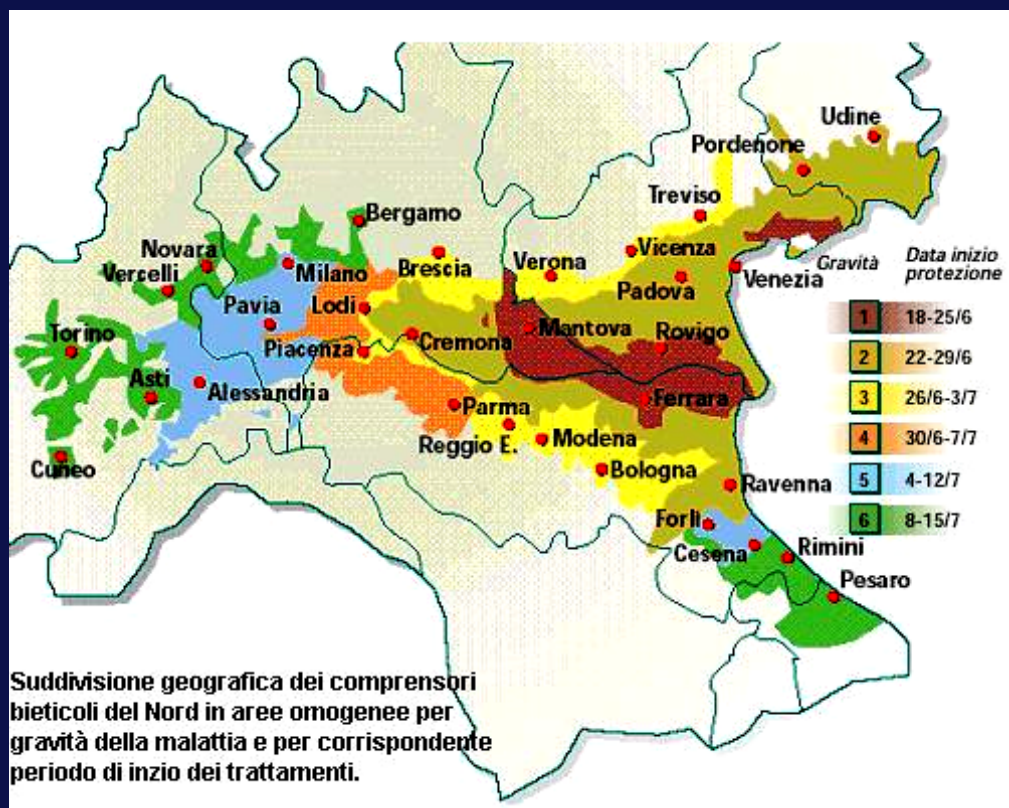 Udine
Pordenone
Treviso
Bergamo
Novara
Vercelli
Milano
Brescia
Verona
Vicenza
Padova
Venezia
Gravità
Data inizio
protezione
Pavia
Lodi
Torino
Piacenza
Cremona
Mantova
Rovigo
1 18-25/6
2 22-29/6
3 26/6-3/7
4 30/6-7/7
5 4-12/7
6 8-15/7
Asti
Alessandria
Parma
Ferrara
Reggio E.
Modena
Cuneo
Bologna
Ravenna
Forlì
Cesena
Rimini
Pesaro
Suddivisione geografica dei comprensori
bieticoli del Nord in aree omogenee per
gravità della malattia e per corrispondente
periodo di inzio dei trattamenti.